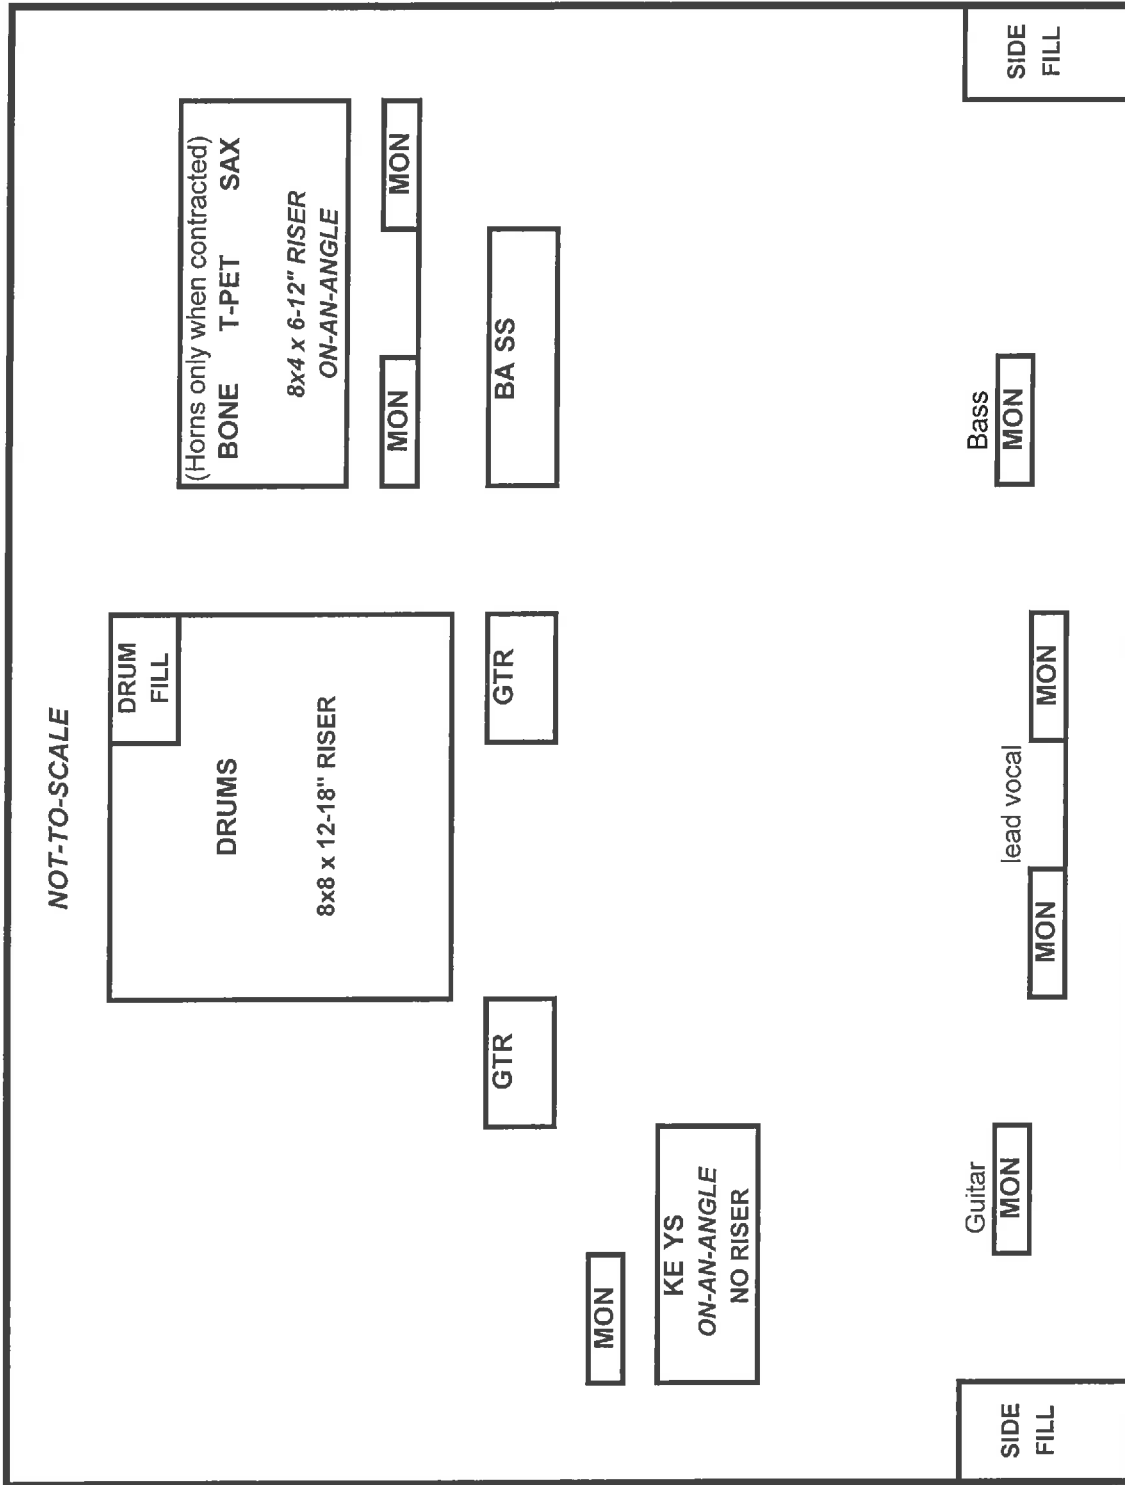 NOT-TO-SCALE
DRUM
FILL
DRUMS
8x8 x 12-18" RISER
(Horns only when contracted)
BONE T-PET SAX
8x4 x 6-12" RISER
ON-AN-ANGLE
MON
MON
GTR
GTR
BA SS
MON
KE YS
ON-AN-ANGLE
NO RISER
SIDE
FILL
Guitar
MON
MON
lead vocal
MON
Bass
MON
SIDE
FILL